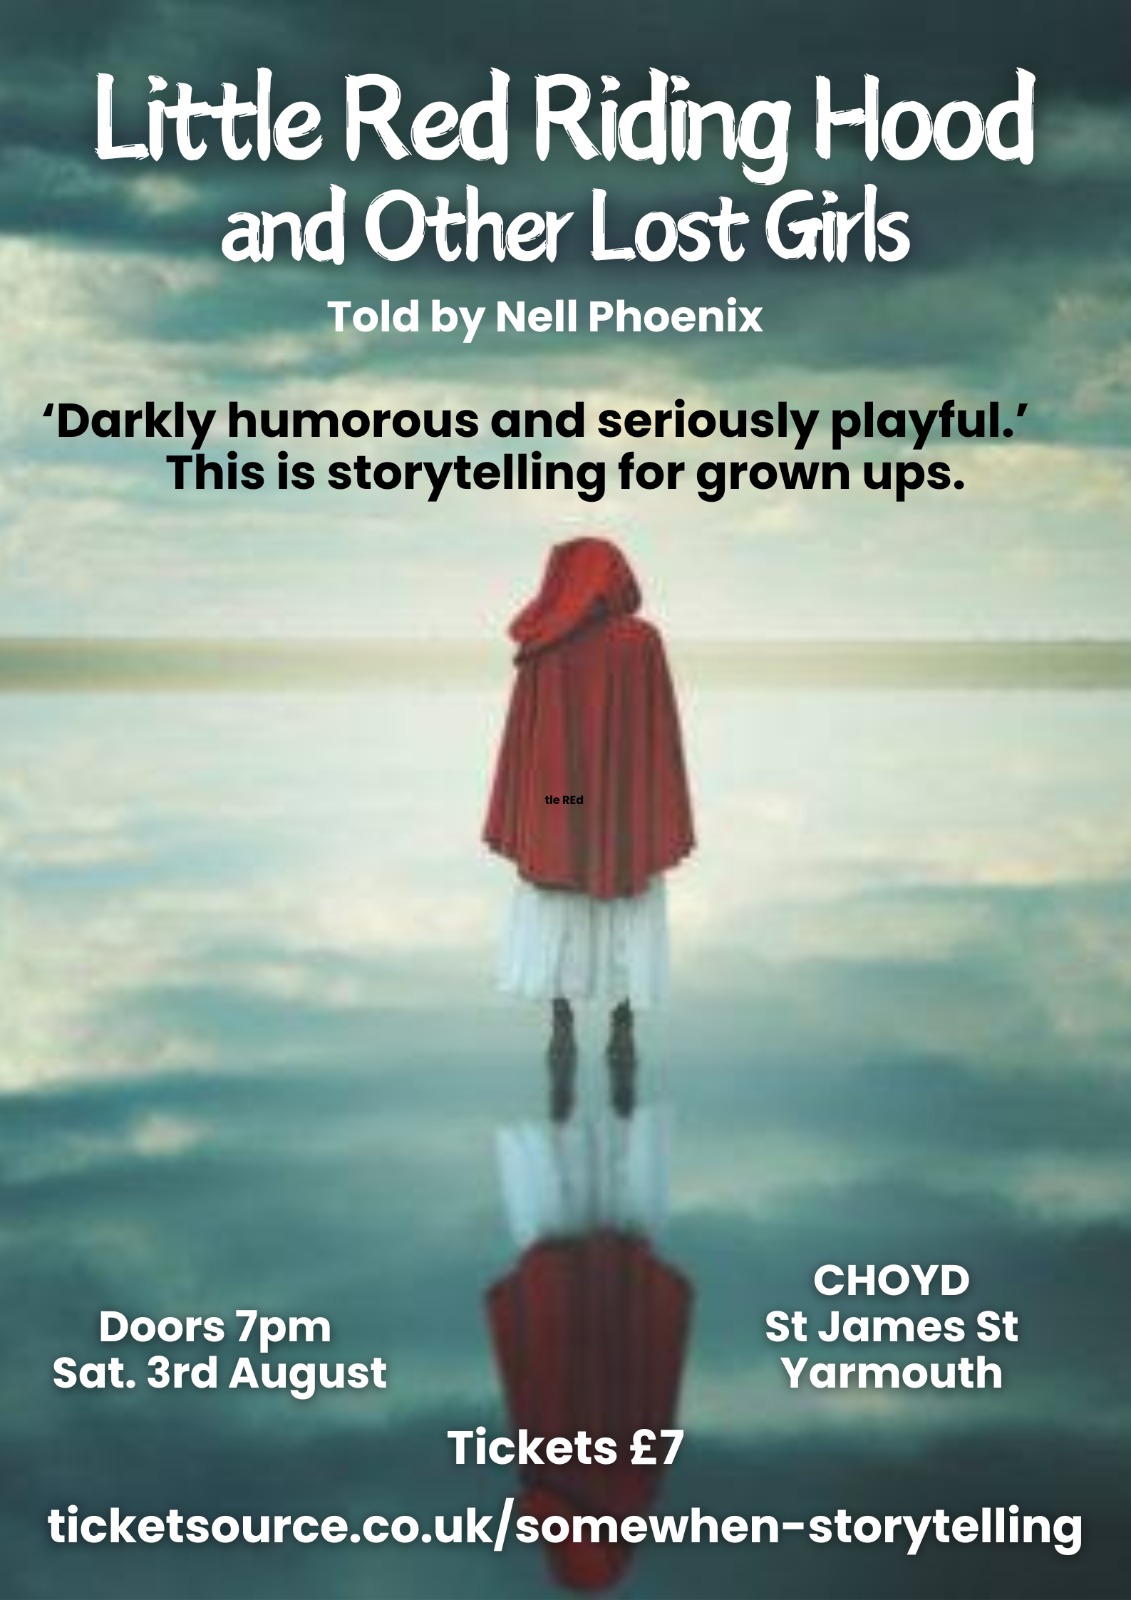 Little Red Riding Hood
and Other Lost Girls
Told by Nell Phoenix
‘Darkly humorous and seriously playful.’
This is storytelling for grown ups.
tle REd
Doors 7pm
Sat. 3rd August
CHOYD
St James St
Yarmouth
Tickets £7
ticketsource.co.uk/somewhen-storytelling